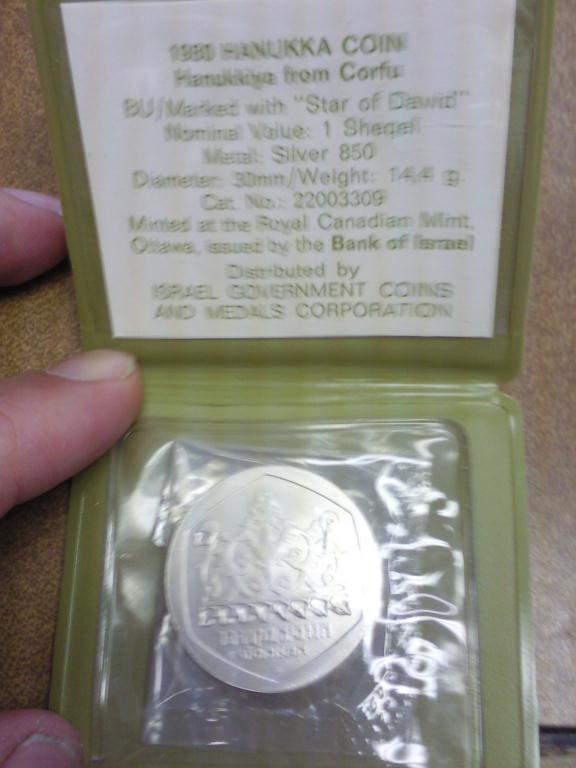 1980 HANUKKA COIN
Hanukkiya from Corfu
BU/Marked with "Star of David"
Nominal Value: 1 Sheqel
Metal: Silver 850
Diameter: 30mm/Weight: 14,4 g.
Cat. No.: 22003309
Minted at the Royal Canadian Mint,
Ottawa, issued by the Bank of Israel
Distributed by
ISRAEL GOVERNMENT COINS
AND MEDALS CORPORATION